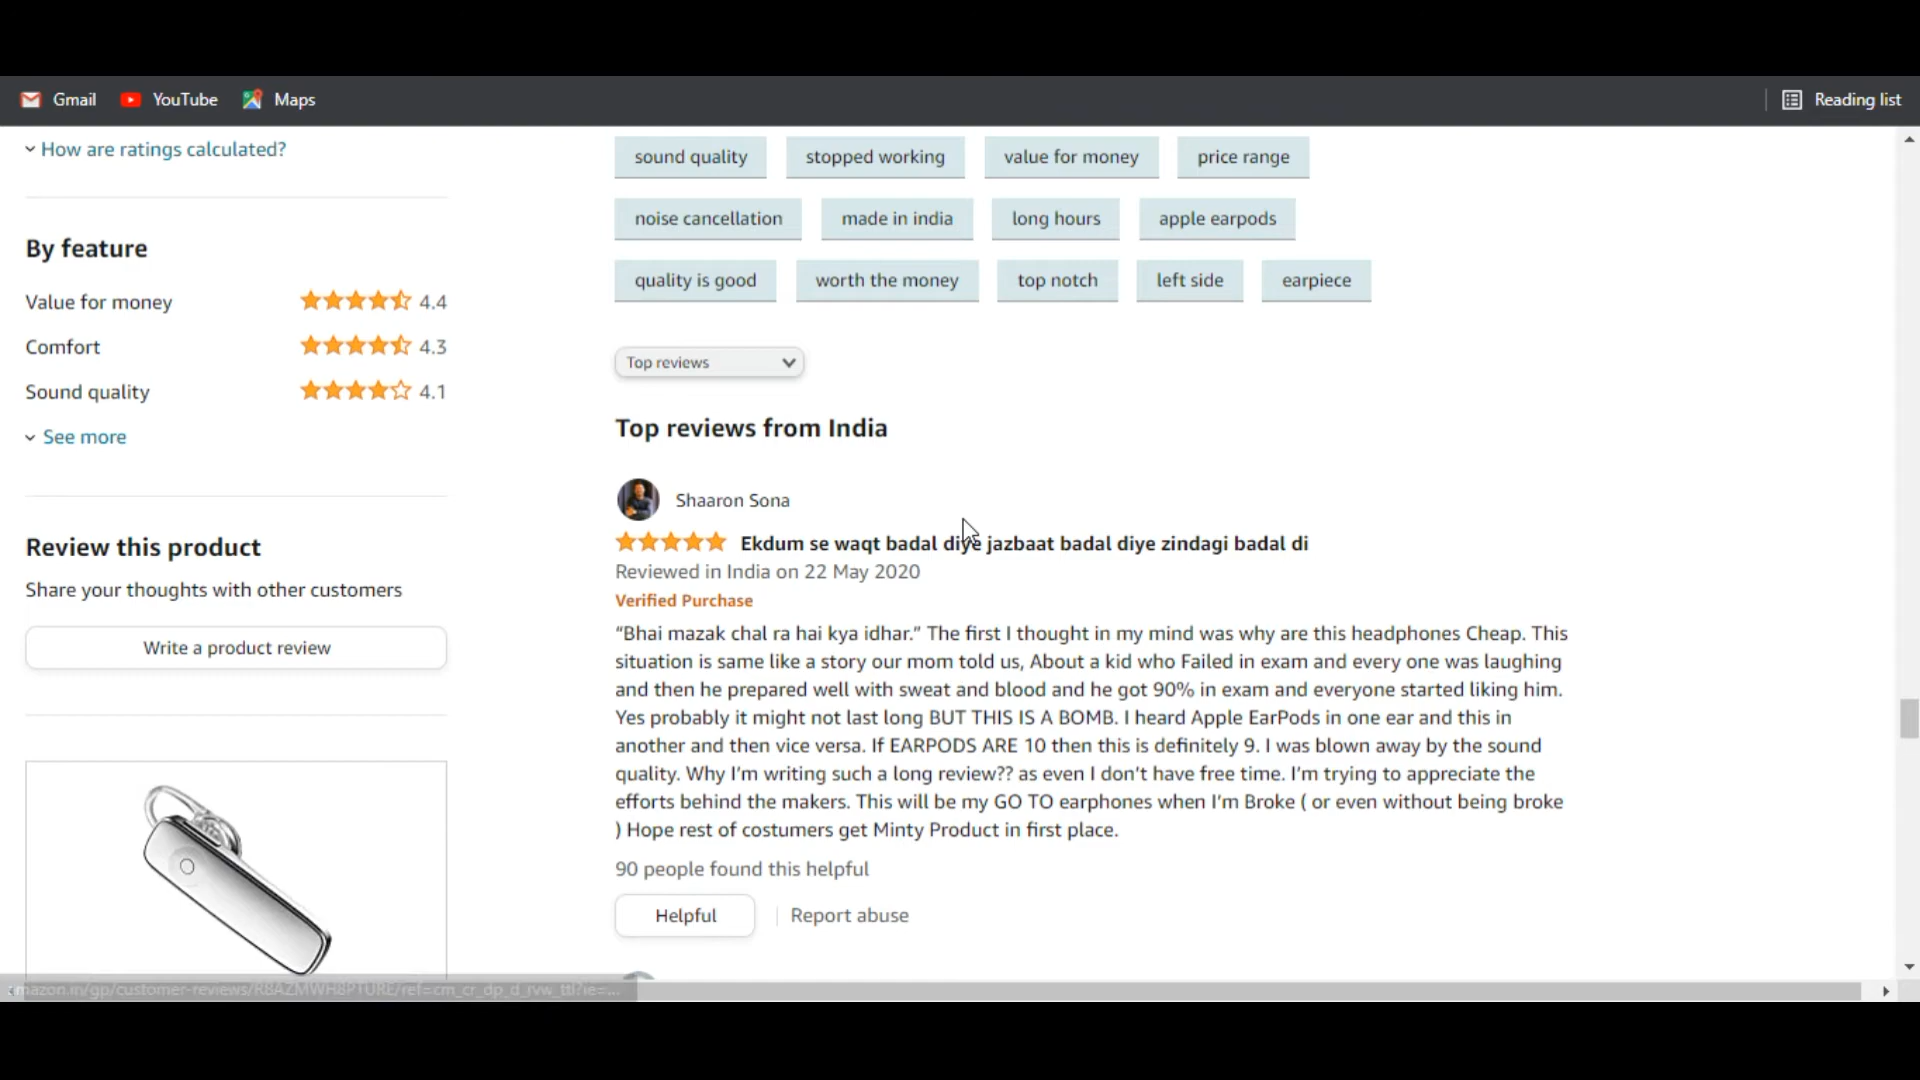 Gmail YouTube Maps Reading list
How are ratings calculated?
By feature
Value for money 4.4
Comfort 4.3
Sound quality 4.1
See more
Review this product
Share your thoughts with other customers
Write a product review
sound quality stopped working value for money price range
noise cancellation made in india long hours apple earpods
quality is good worth the money top notch left side earpiece
Top reviews
Top reviews from India
Shaaron Sona
Ekdum se waqt badal diye jazbaat badal diye zindagi badal di
Reviewed in India on 22 May 2020
Verified Purchase
“Bhai mazak chal ra hai kya idhar.” The first I thought in my mind was why are this headphones Cheap. This
situation is same like a story our mom told us, About a kid who Failed in exam and every one was laughing
and then he prepared well with sweat and blood and he got 90% in exam and everyone started liking him.
Yes probably it might not last long BUT THIS IS A BOMB. I heard Apple EarPods in one ear and this in
another and then vice versa. If EARPODS ARE 10 then this is definitely 9. I was blown away by the sound
quality. Why I’m writing such a long review?? as even I don’t have free time. I’m trying to appreciate the
efforts behind the makers. This will be my GO TO earphones when I’m Broke ( or even without being broke
) Hope rest of costumers get Minty Product in first place.
90 people found this helpful
Helpful Report abuse